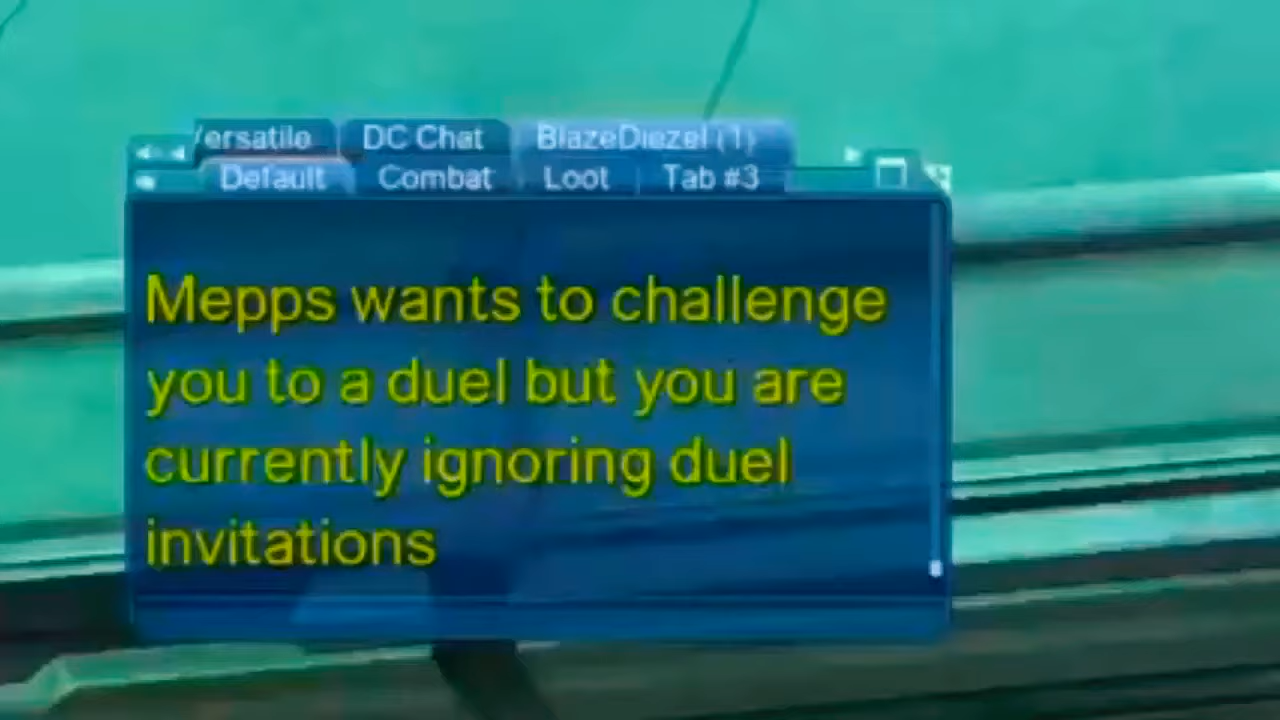 ersatile DC Chat BlazeDiezel (1)
Default Combat Loot Tab #3
Mepps wants to challenge
you to a duel but you are
currently ignoring duel
invitations